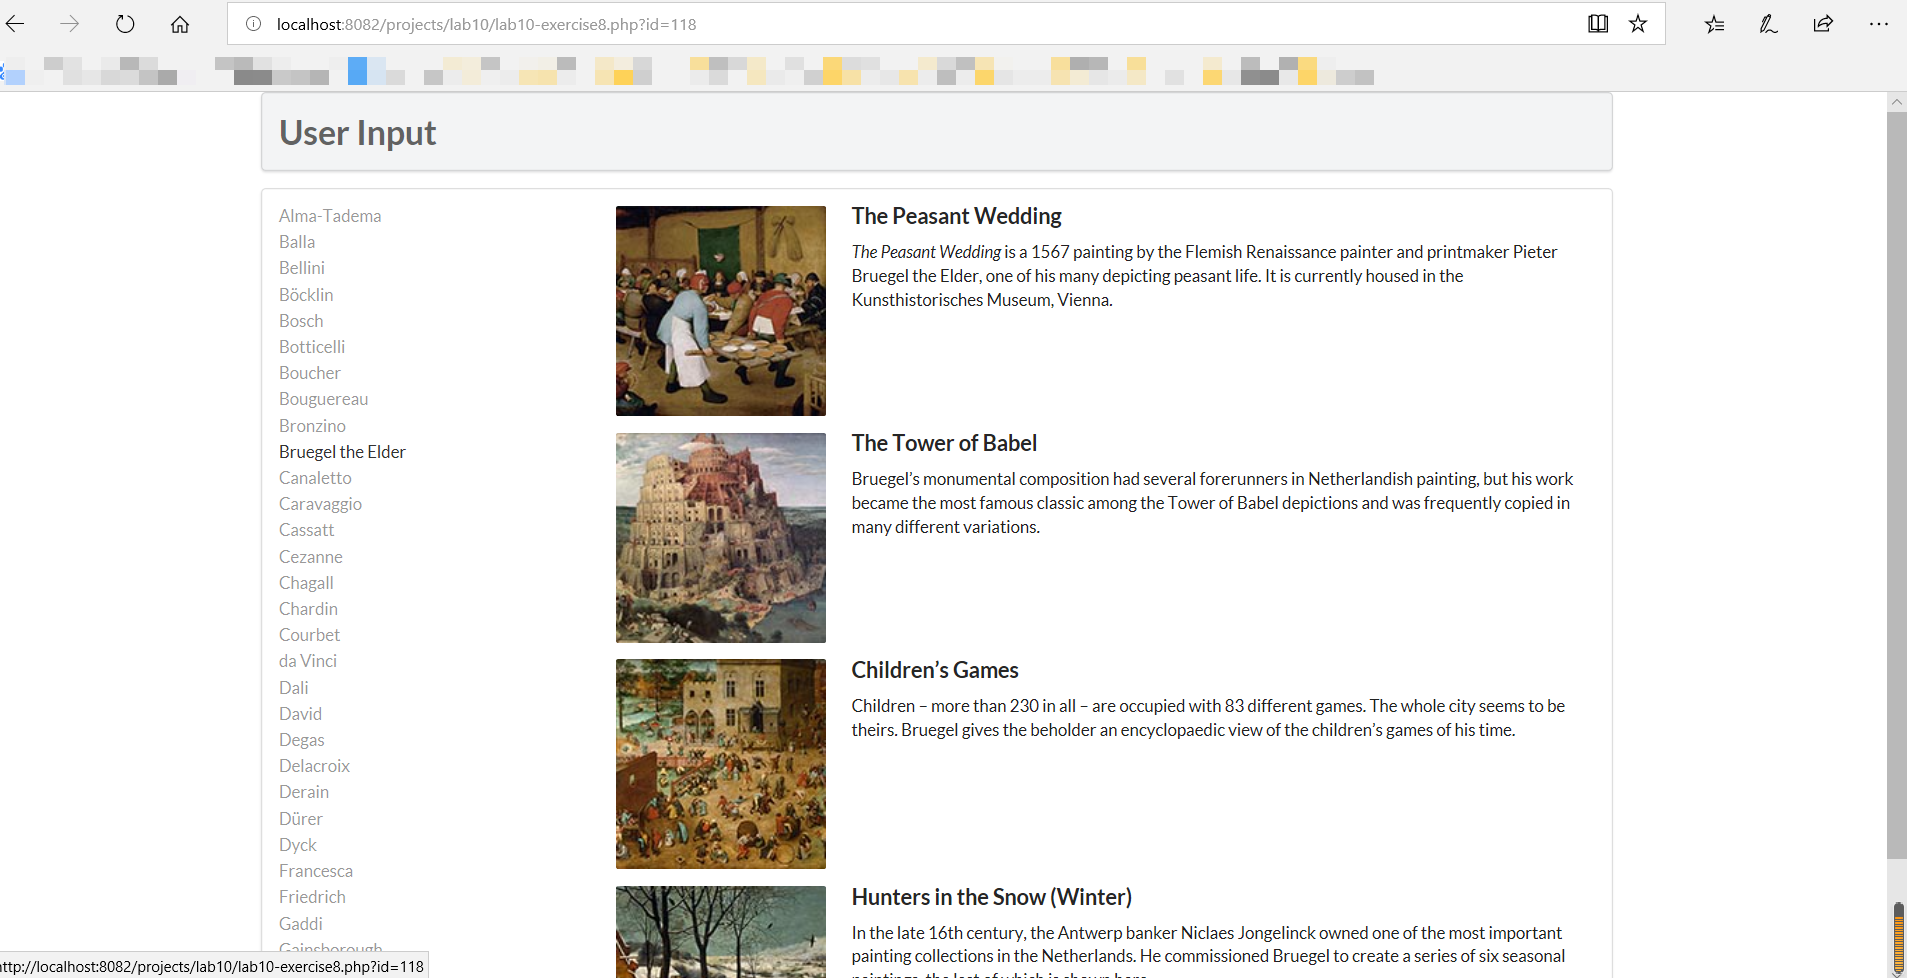 localhost:8082/projects/lab10/lab10-exercise8.php?id=118
User Input
Alma-Tadema
Balla
Bellini
Böcklin
Bosch
Botticelli
Boucher
Bouguereau
Bronzino
Bruegel the Elder
Canaletto
Caravaggio
Cassatt
Cezanne
Chagall
Chardin
Courbet
da Vinci
Dali
David
Degas
Delacroix
Derain
Dürer
Dyck
Francesca
Friedrich
Gaddi
Gainsborough
The Peasant Wedding
The Peasant Wedding is a 1567 painting by the Flemish Renaissance painter and printmaker Pieter
Bruegel the Elder, one of his many depicting peasant life. It is currently housed in the
Kunsthistorisches Museum, Vienna.
The Tower of Babel
Bruegel’s monumental composition had several forerunners in Netherlandish painting, but his work
became the most famous classic among the Tower of Babel depictions and was frequently copied in
many different variations.
Children’s Games
Children – more than 230 in all – are occupied with 83 different games. The whole city seems to be
theirs. Bruegel gives the beholder an encyclopaedic view of the children’s games of his time.
Hunters in the Snow (Winter)
In the late 16th century, the Antwerp banker Niclaes Jongelinck owned one of the most important
painting collections in the Netherlands. He commissioned Bruegel to create a series of six seasonal
paintings, the last of which is shown here.
http://localhost:8082/projects/lab10/lab10-exercise8.php?id=118